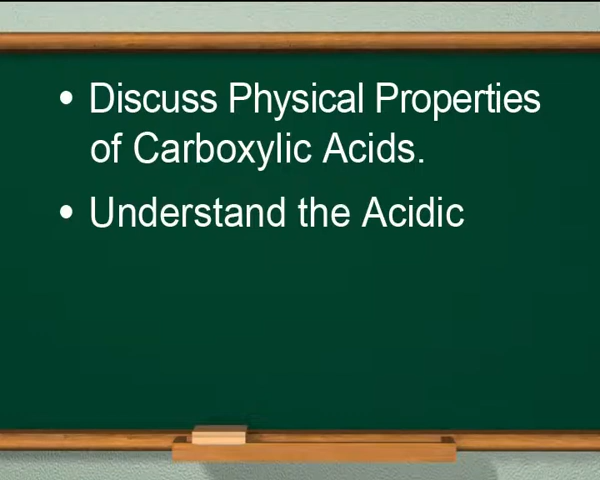 • Discuss Physical Properties
of Carboxylic Acids.
• Understand the Acidic